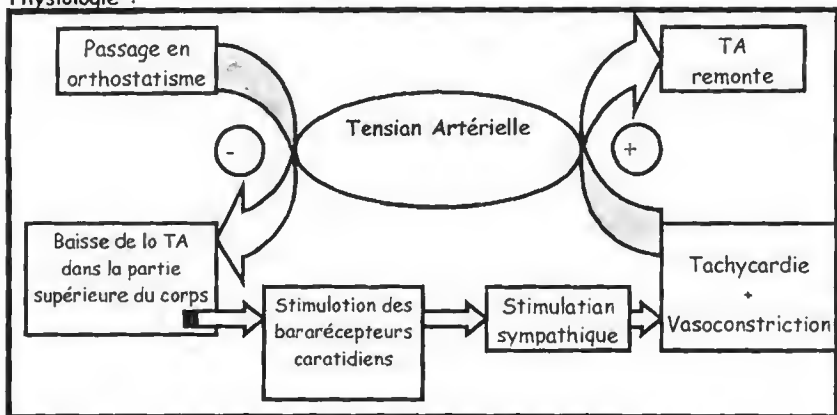 Physiologie :
Passage en
orthostatisme
TA
remonte
Tensian Artérielle
-
+
Baisse de lo TA
dans la partie
supérieure du corps
Stimulotion des
bararécepteurs
caratidiens
Stimulatian
sympathique
Tachycardie
+
Vasoconstriction